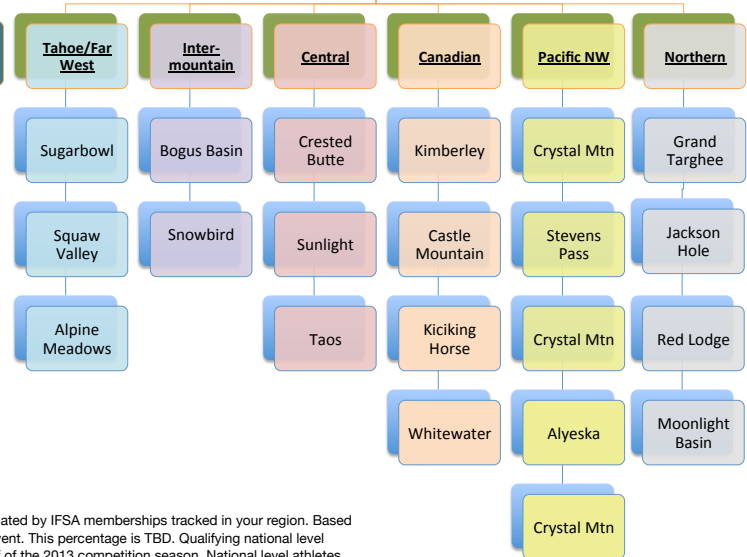 Tahoe/Far
West
Inter-
mountain
Central
Canadian
Pacific NW
Northern
Sugarbowl
Bogus Basin
Crested
Butte
Kimberley
Crystal Mtn
Grand
Targhee
Squaw
Valley
Snowbird
Sunlight
Castle
Mountain
Stevens
Pass
Jackson
Hole
Alpine
Meadows
Taos
Kiciking
Horse
Crystal Mtn
Red Lodge
Whitewater
Alyeska
Moonlight
Basin
Crystal Mtn
ated by IFSA memberships tracked in your region. Based
vent. This percentage is TBD. Qualifying national level
of the 2013 competition season. National level athletes